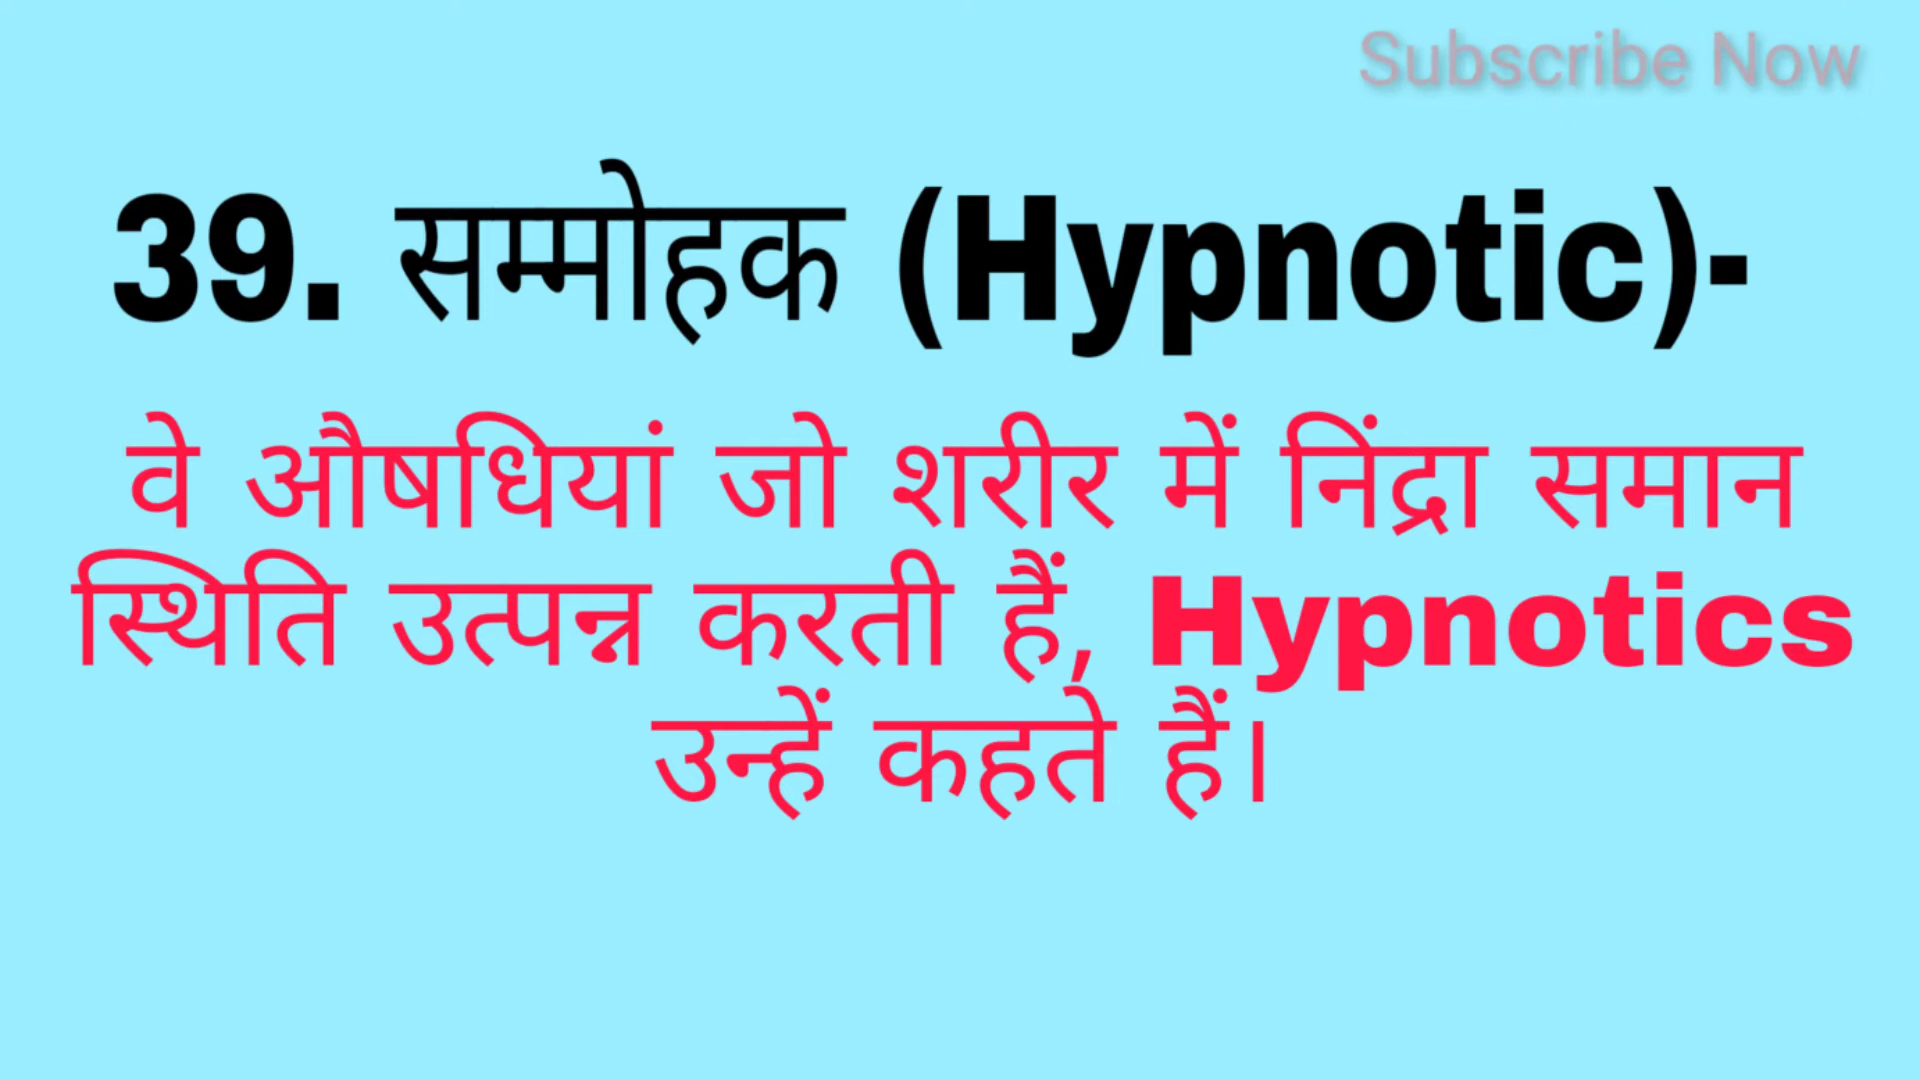 Subscribe Now
39. सम्मोहक (Hypnotic)-
वे औषधियां जो शरीर में निंद्रा समान
स्थिति उत्पन्न करती हैं, Hypnotics
उन्हें कहते हैं।